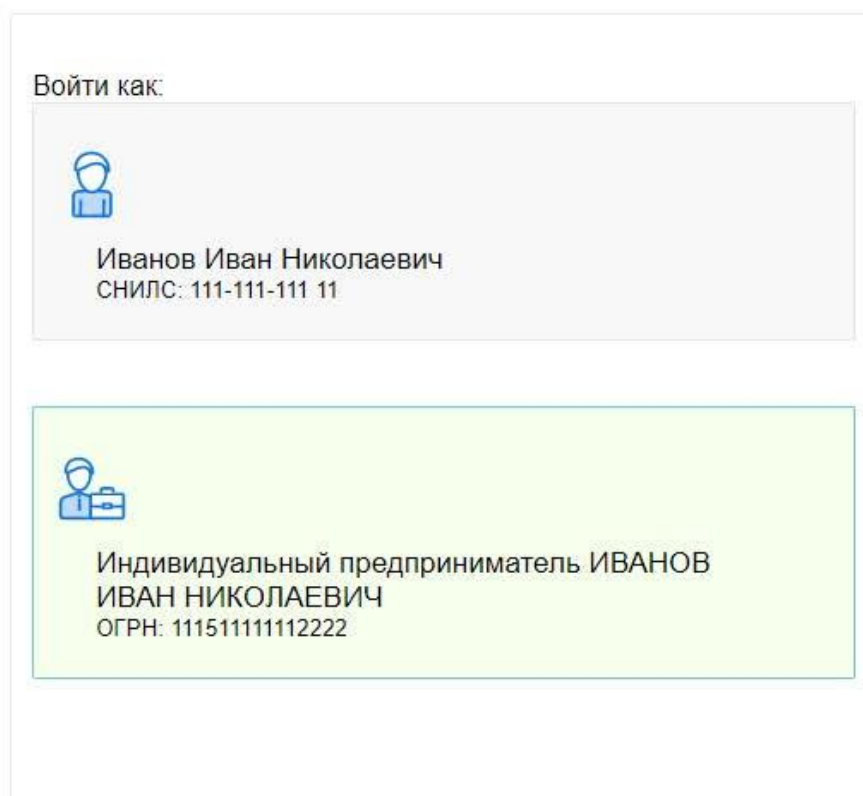 Войти как:
Иванов Иван Николаевич
СНИЛС: 111-111-111 11
Индивидуальный предприниматель ИВАНОВ
ИВАН НИКОЛАЕВИЧ
ОГРН: 111511111112222